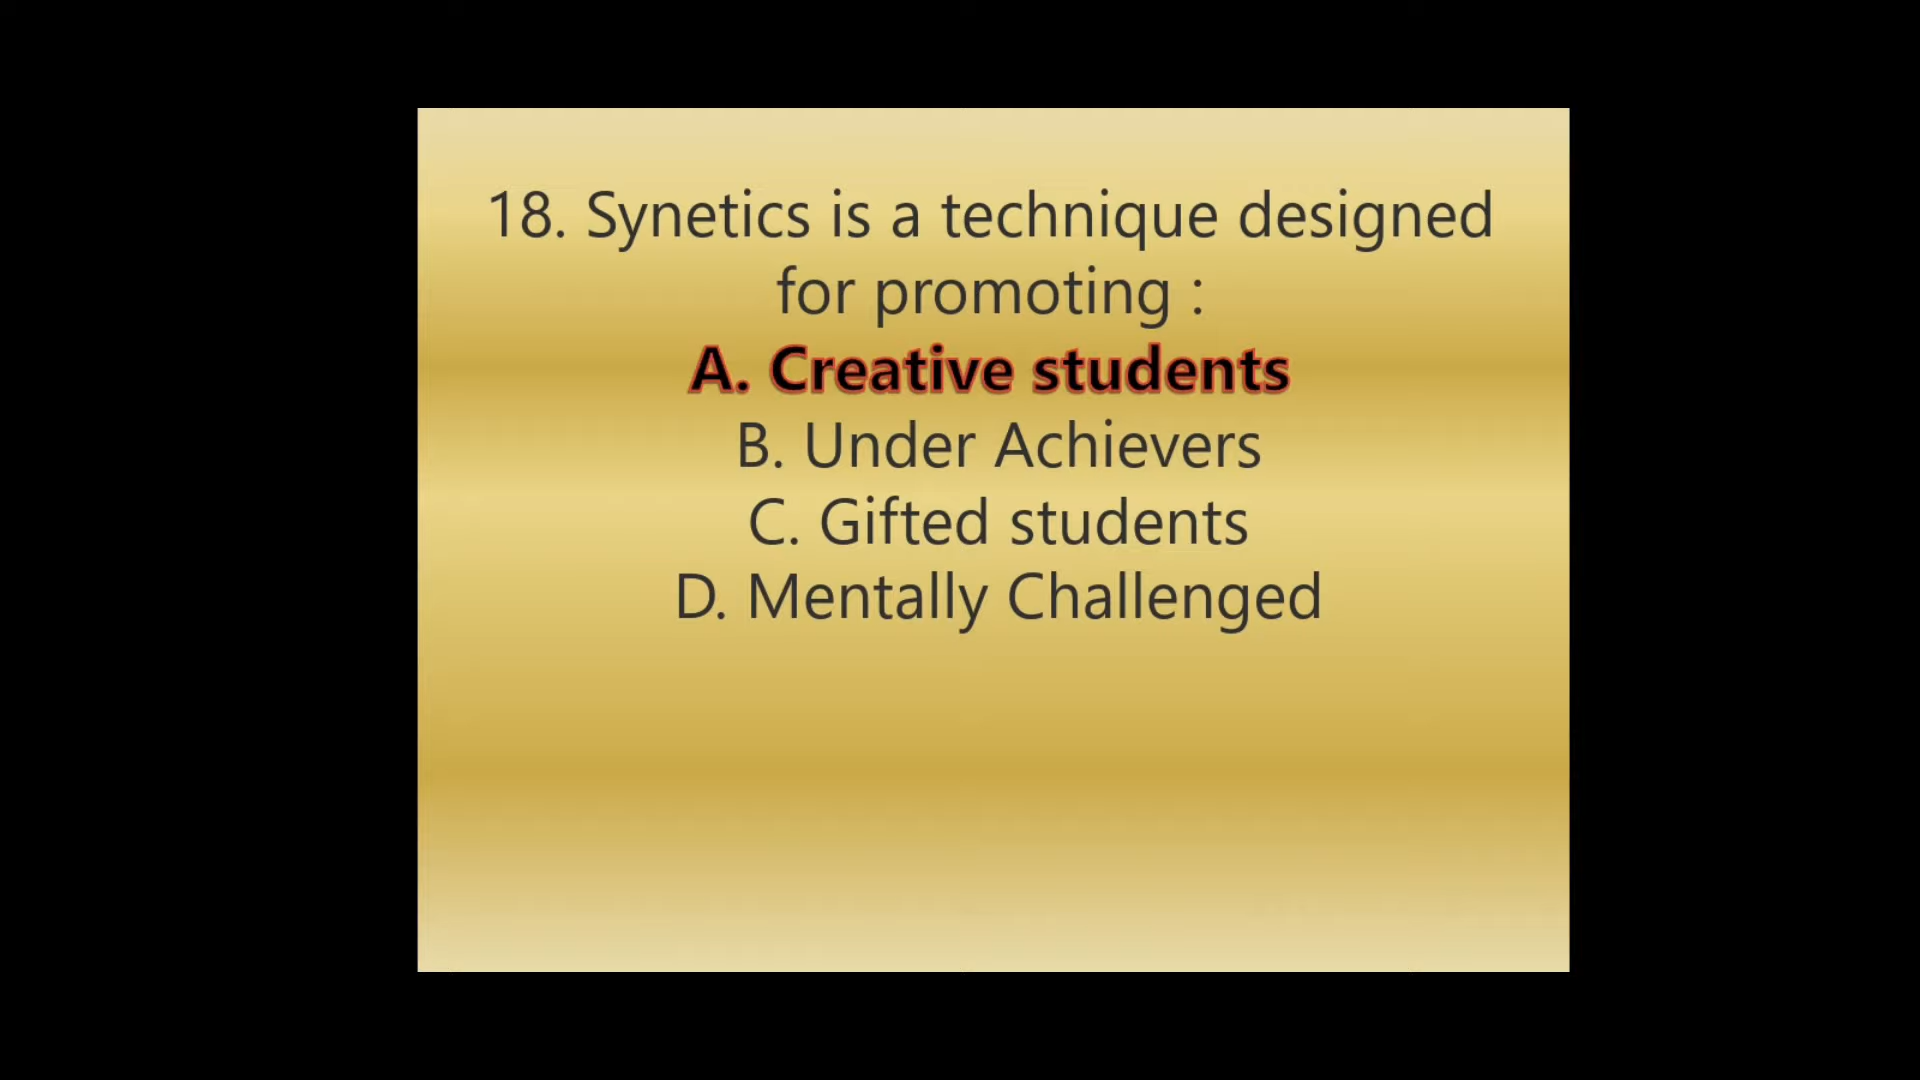 18. Synetics is a technique designed
for promoting :
A. Creative students
B. Under Achievers
C. Gifted students
D. Mentally Challenged